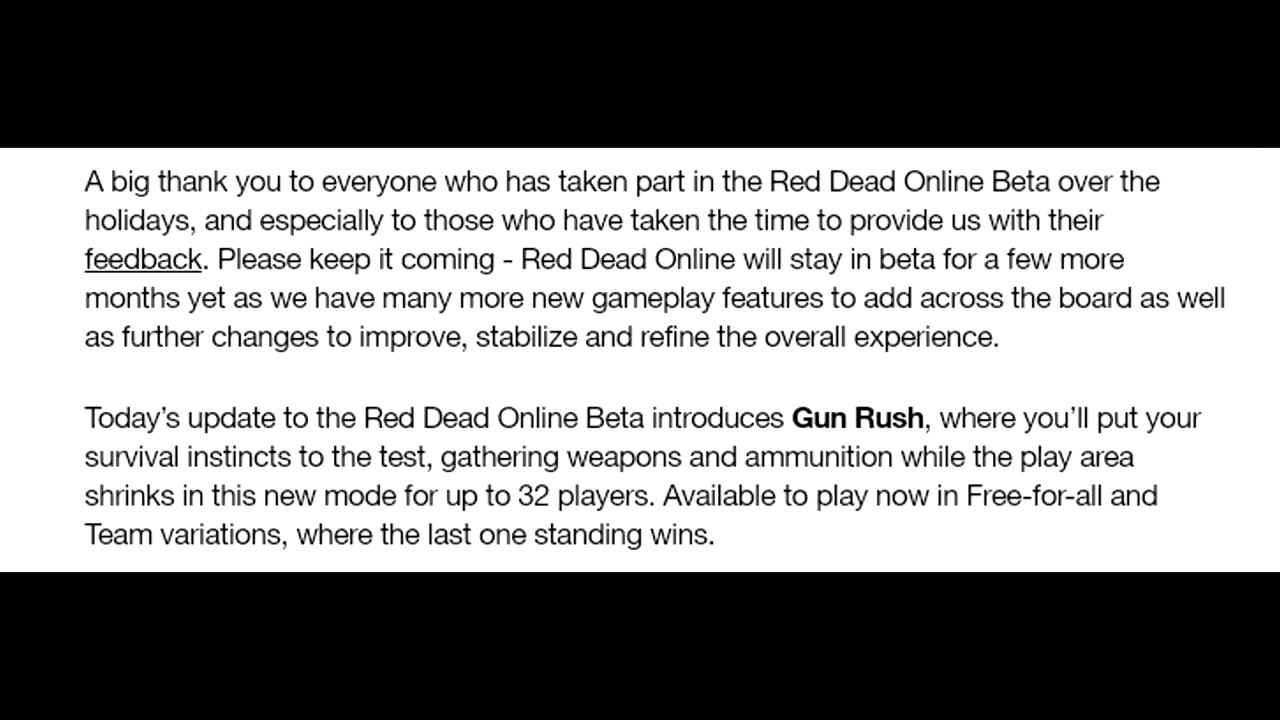 A big thank you to everyone who has taken part in the Red Dead Online Beta over the
holidays, and especially to those who have taken the time to provide us with their
feedback. Please keep it coming - Red Dead Online will stay in beta for a few more
months yet as we have many more new gameplay features to add across the board as well
as further changes to improve, stabilize and refine the overall experience.
Today’s update to the Red Dead Online Beta introduces Gun Rush, where you’ll put your
survival instincts to the test, gathering weapons and ammunition while the play area
shrinks in this new mode for up to 32 players. Available to play now in Free-for-all and
Team variations, where the last one standing wins.